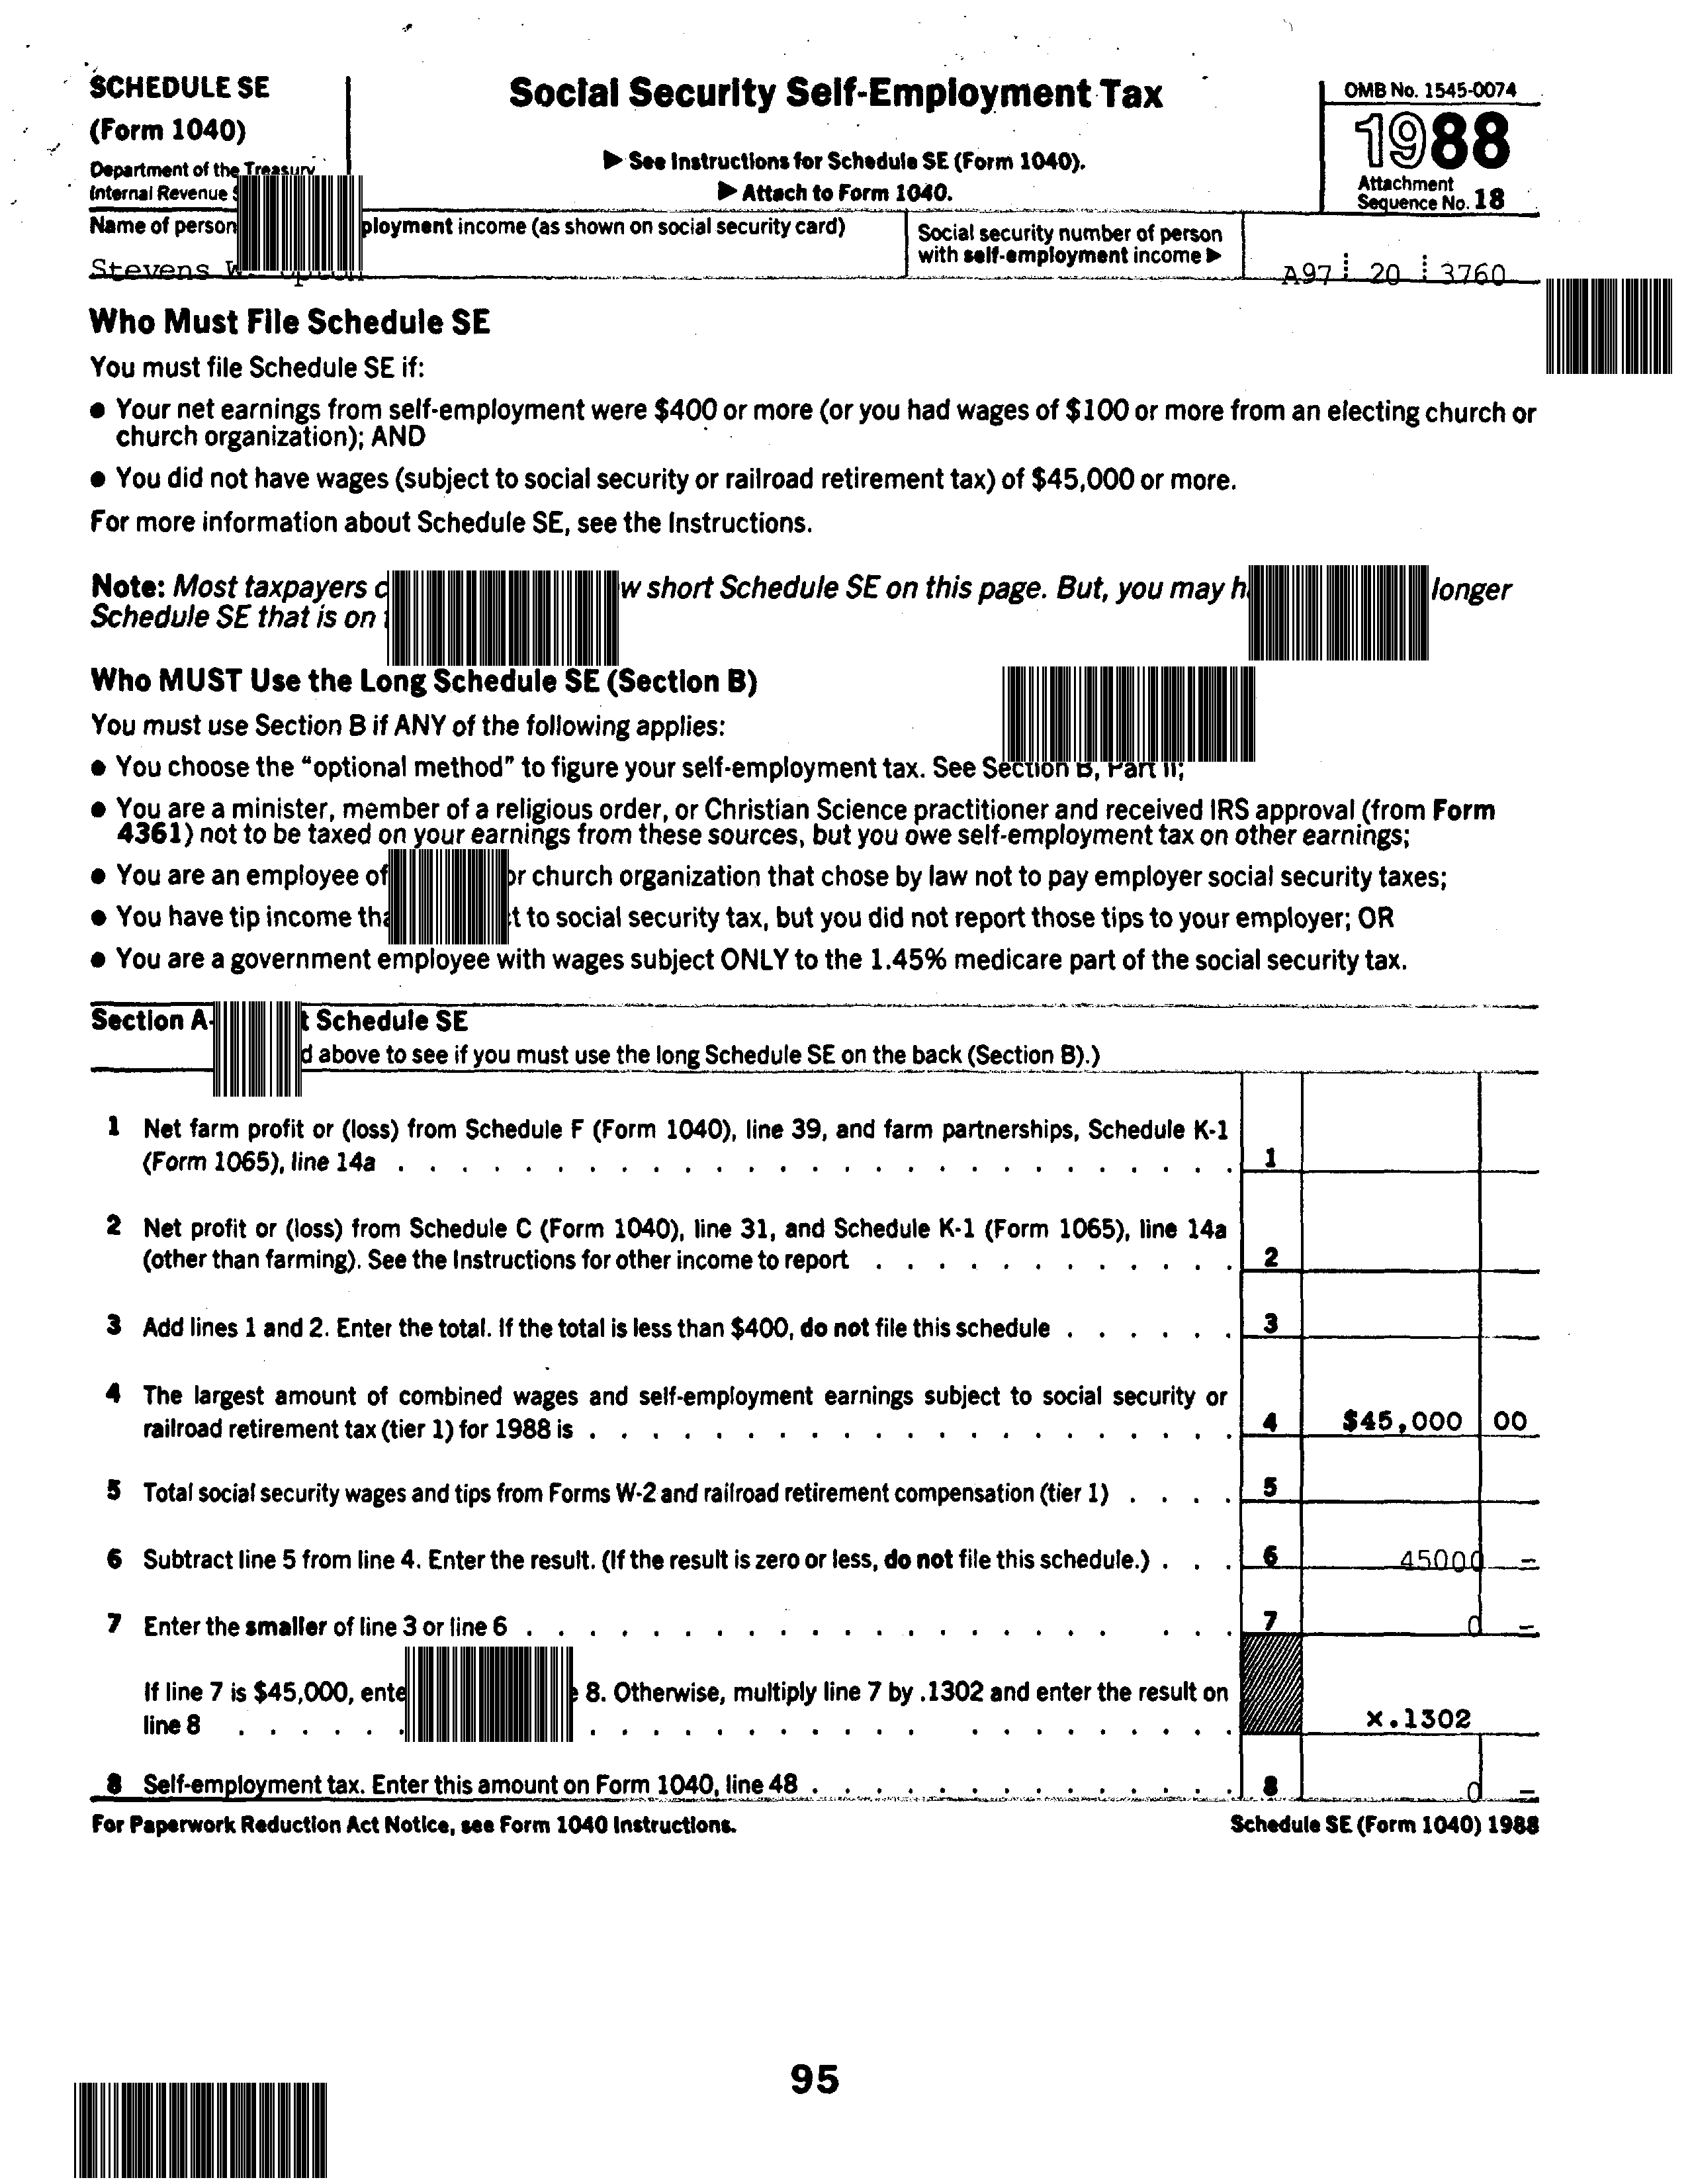 SCHEDULE SE
(Form 1040)
Department of the Treasury
Internal Revenue
Social Security Self-Employment Tax
▶ See Instructions for Schedule SE (Form 1040).
▶ Attach to Form 1040.
OMB No. 1545-0074
1988
Attachment
Sequence No. 18
Name of person ployment income (as shown on social security card)
Stevens W
Social security number of person
with self-employment income ▶
A97 20 3760
Who Must File Schedule SE
You must file Schedule SE if:
● Your net earnings from self-employment were $400 or more (or you had wages of $100 or more from an electing church or
church organization); AND
● You did not have wages (subject to social security or railroad retirement tax) of $45,000 or more.
For more information about Schedule SE, see the Instructions.
Note: Most taxpayers short Schedule SE on this page. But, you may longer
Schedule SE that is on
Who MUST Use the Long Schedule SE (Section B)
You must use Section B if ANY of the following applies:
● You choose the "optional method" to figure your self-employment tax. See Section B, Part II;
● You are a minister, member of a religious order, or Christian Science practitioner and received IRS approval (from Form
4361) not to be taxed on your earnings from these sources, but you owe self-employment tax on other earnings;
● You are an employee of or church organization that chose by law not to pay employer social security taxes;
● You have tip income to social security tax, but you did not report those tips to your employer; OR
● You are a government employee with wages subject ONLY to the 1.45% medicare part of the social security tax.
Section A- Schedule SE
above to see if you must use the long Schedule SE on the back (Section B).)
1 Net farm profit or (loss) from Schedule F (Form 1040), line 39, and farm partnerships, Schedule K-1
(Form 1065), line 14a . . . 1
2 Net profit or (loss) from Schedule C (Form 1040), line 31, and Schedule K-1 (Form 1065), line 14a
(other than farming). See the Instructions for other income to report . . . 2
3 Add lines 1 and 2. Enter the total. If the total is less than $400, do not file this schedule . . . 3
4 The largest amount of combined wages and self-employment earnings subject to social security or
railroad retirement tax (tier 1) for 1988 is . . . 4 $45,000 00
5 Total social security wages and tips from Forms W-2 and railroad retirement compensation (tier 1) . . . 5
6 Subtract line 5 from line 4. Enter the result. (If the result is zero or less, do not file this schedule.) . . . 6 45000 –
7 Enter the smaller of line 3 or line 6 . . . 7 0 –
If line 7 is $45,000, 8. Otherwise, multiply line 7 by .1302 and enter the result on
line 8 . . . x.1302
8 Self-employment tax. Enter this amount on Form 1040, line 48 . . . 8 0 –
For Paperwork Reduction Act Notice, see Form 1040 Instructions.
Schedule SE (Form 1040) 1988
95